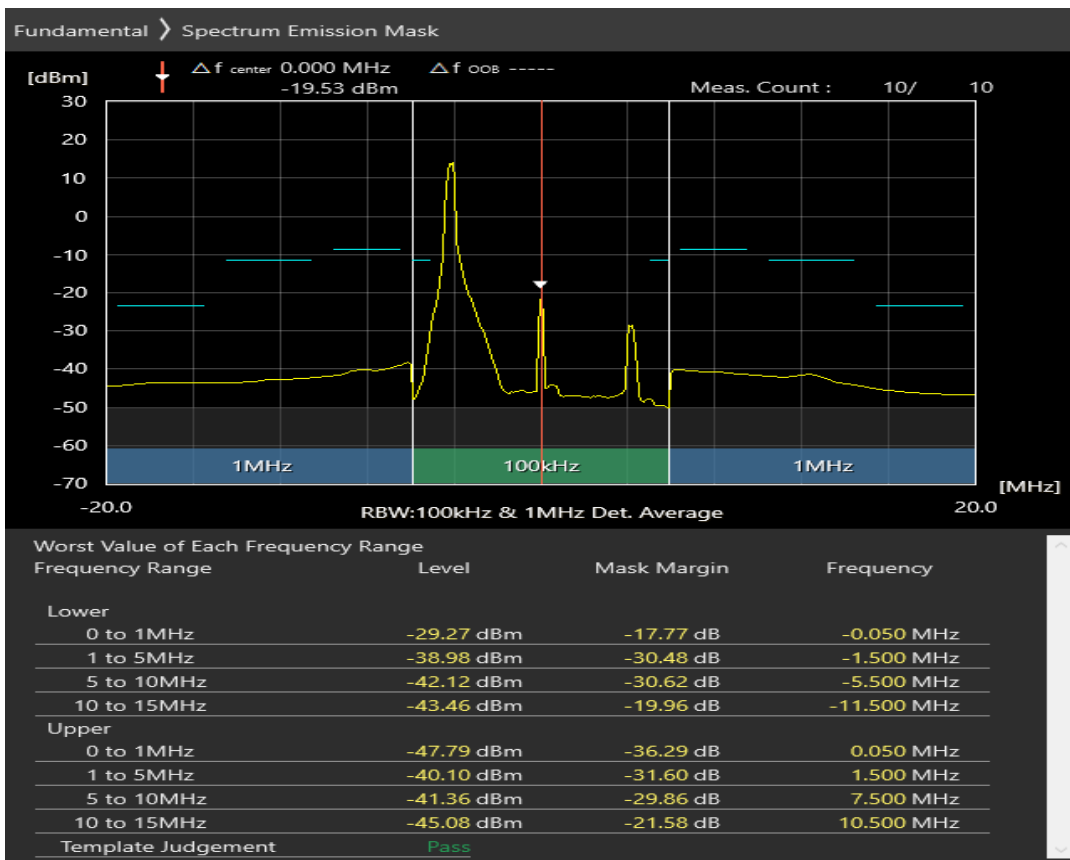 Fundamental 〉 Spectrum Emission Mask
[dBm] △f center 0.000 MHz △f OOB -----
-19.53 dBm Meas. Count : 10/ 10
30
20
10
0
-10
-20
-30
-40
-50
-60
1MHz 100kHz 1MHz
-70
[MHz]
-20.0 RBW:100kHz & 1MHz Det. Average 20.0
Worst Value of Each Frequency Range
Frequency Range Level Mask Margin Frequency
Lower
0 to 1MHz -29.27 dBm -17.77 dB -0.050 MHz
1 to 5MHz -38.98 dBm -30.48 dB -1.500 MHz
5 to 10MHz -42.12 dBm -30.62 dB -5.500 MHz
10 to 15MHz -43.46 dBm -19.96 dB -11.500 MHz
Upper
0 to 1MHz -47.79 dBm -36.29 dB 0.050 MHz
1 to 5MHz -40.10 dBm -31.60 dB 1.500 MHz
5 to 10MHz -41.36 dBm -29.86 dB 7.500 MHz
10 to 15MHz -45.08 dBm -21.58 dB 10.500 MHz
Template Judgement Pass